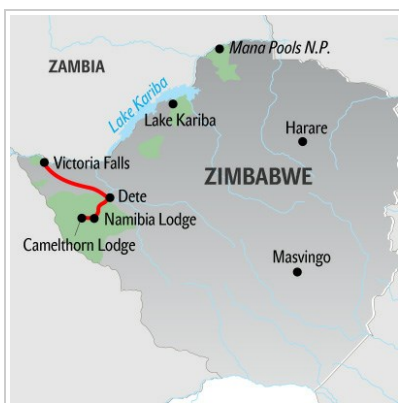 Mana Pools N.P.
ZAMBIA
Lake Kariba
Lake Kariba
Harare
Victoria Falls
ZIMBABWE
Dete
Namibia Lodge
Camelthorn Lodge
Masvingo